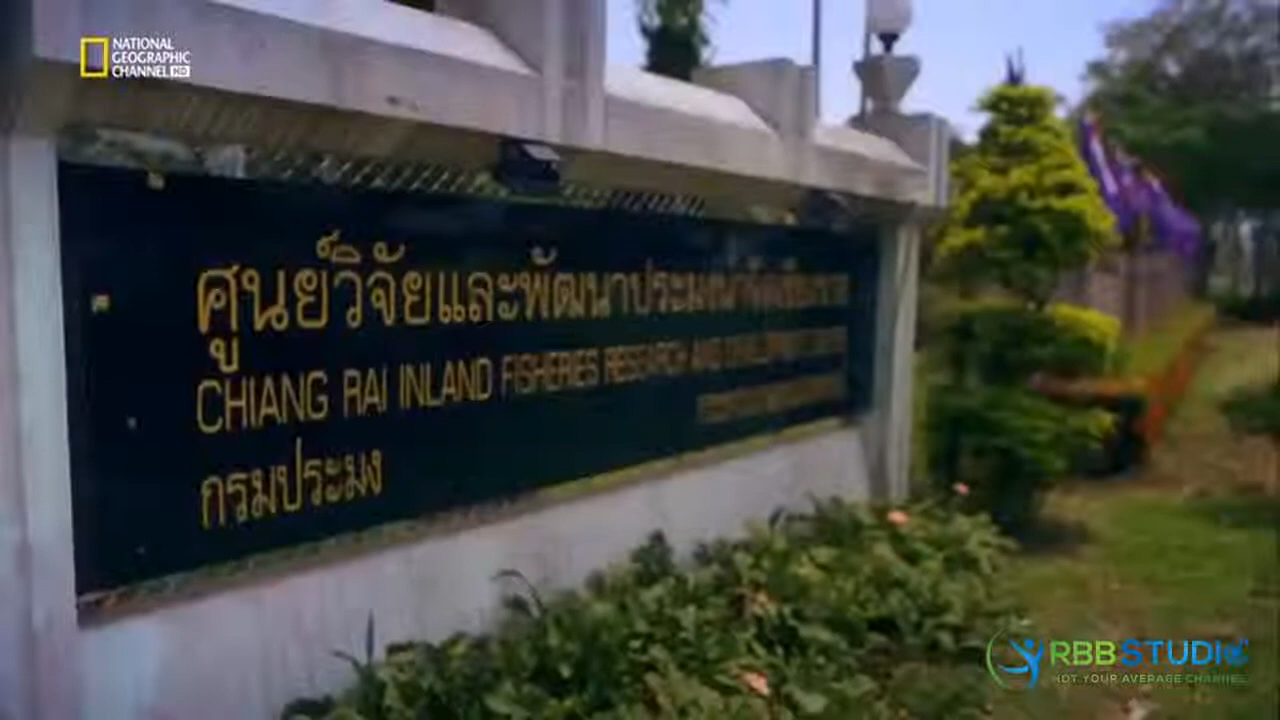 NATIONAL
GEOGRAPHIC
CHANNEL HD
ศูนย์วิจัยและพัฒนาประมง
CHIANG RAI INLAND FISHERIES RESEARCH AND
กรมประมง
RBB STUDIO
NOT YOUR AVERAGE CHANNEL